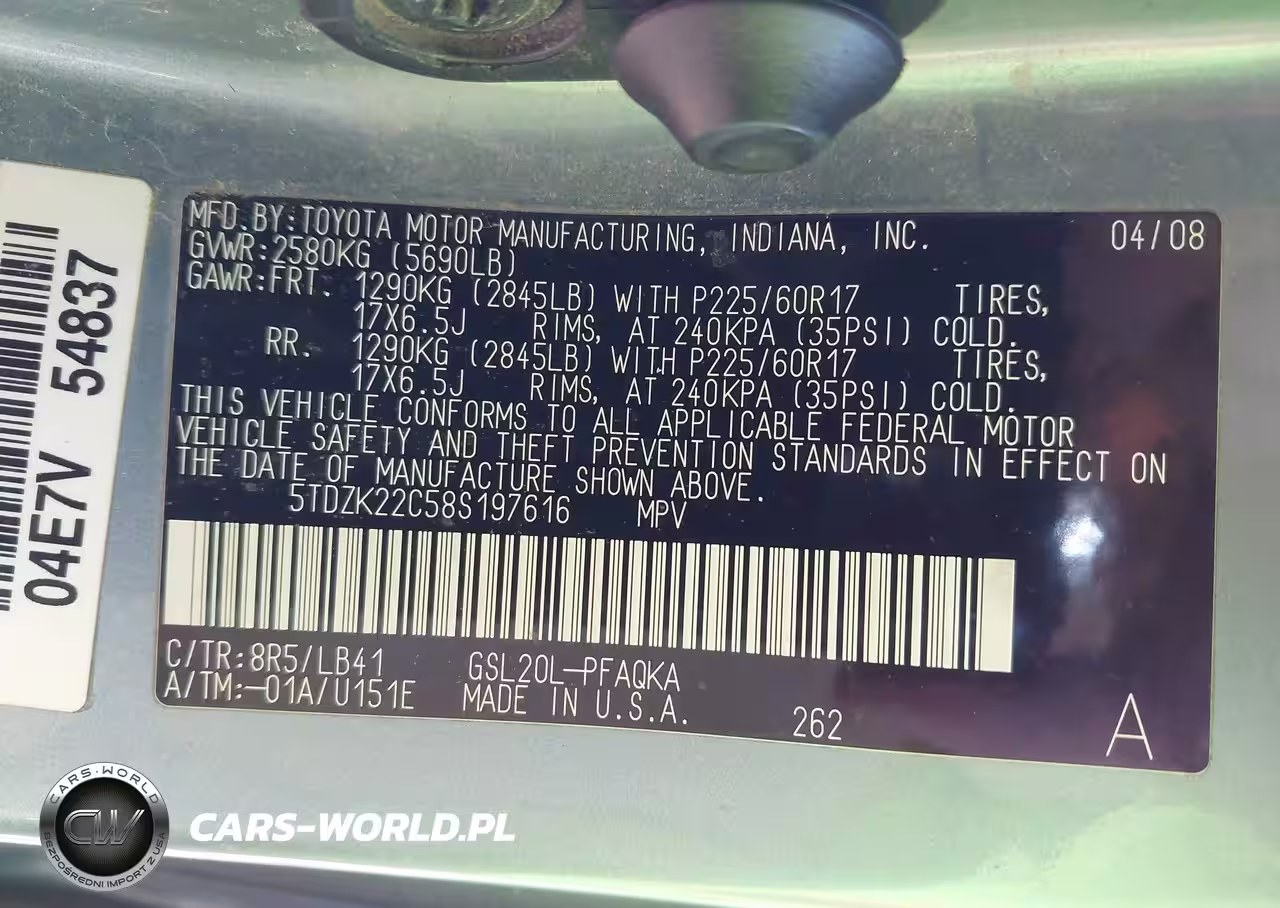 MFD.BY:TOYOTA MOTOR MANUFACTURING, INDIANA, INC. 04/08
GVWR:2580KG (5690LB)
GAWR:FRT. 1290KG (2845LB) WITH P225/60R17 TIRES,
17X6.5J RIMS, AT 240KPA (35PSI) COLD.
RR. 1290KG (2845LB) WITH P225/60R17 TIRES,
17X6.5J RIMS, AT 240KPA (35PSI) COLD.
THIS VEHICLE CONFORMS TO ALL APPLICABLE FEDERAL MOTOR
VEHICLE SAFETY AND THEFT PREVENTION STANDARDS IN EFFECT ON
THE DATE OF MANUFACTURE SHOWN ABOVE.
5TDZK22C58S197616 MPV
C/TR:8R5/LB41 GSL20L-PFAQKA
A/TM:-01A/U151E MADE IN U.S.A. 262 A
04E7V 54837
CARS-WORLD
CW
BEZPOŚREDNI IMPORT Z USA
CARS-WORLD.PL